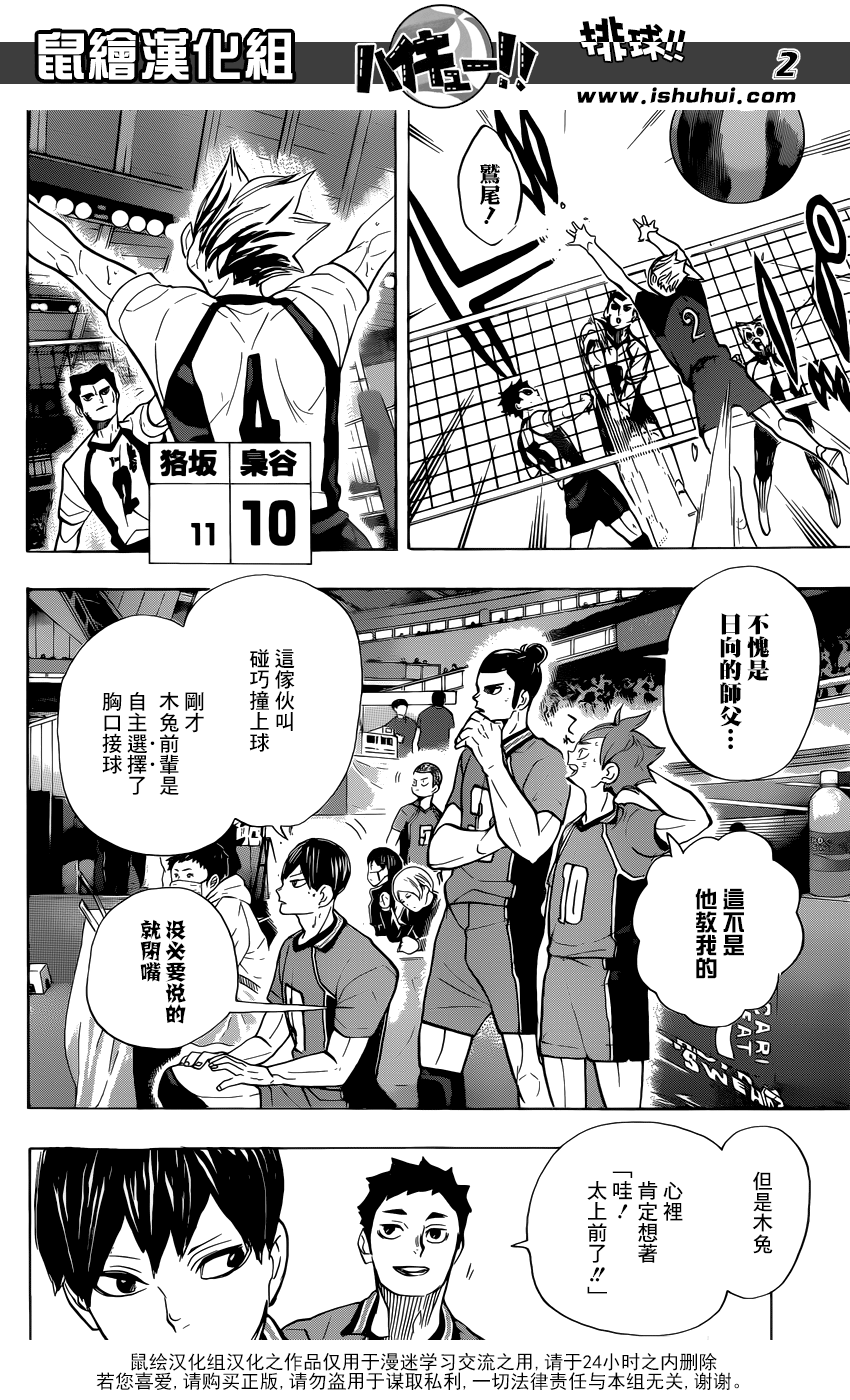 鼠繪漢化組
ハイキュー!!
排球!!
2
www.ishuhui.com
鷲尾!
2
4
狢坂
梟谷
11
10
不愧是
日向的師父…
這不是
他教我的
這傢伙叫
碰巧撞上球
剛才
木兔前輩是
自主選擇了
胸口接球
没必要说的
就閉嘴
10
但是木兔
心裡
肯定想著
「哇!
太上前了!!」
鼠绘汉化组汉化之作品仅用于漫迷学习交流之用, 请于24小时之内删除
若您喜爱, 请购买正版, 请勿盗用于谋取私利, 一切法律责任与本组无关, 谢谢。